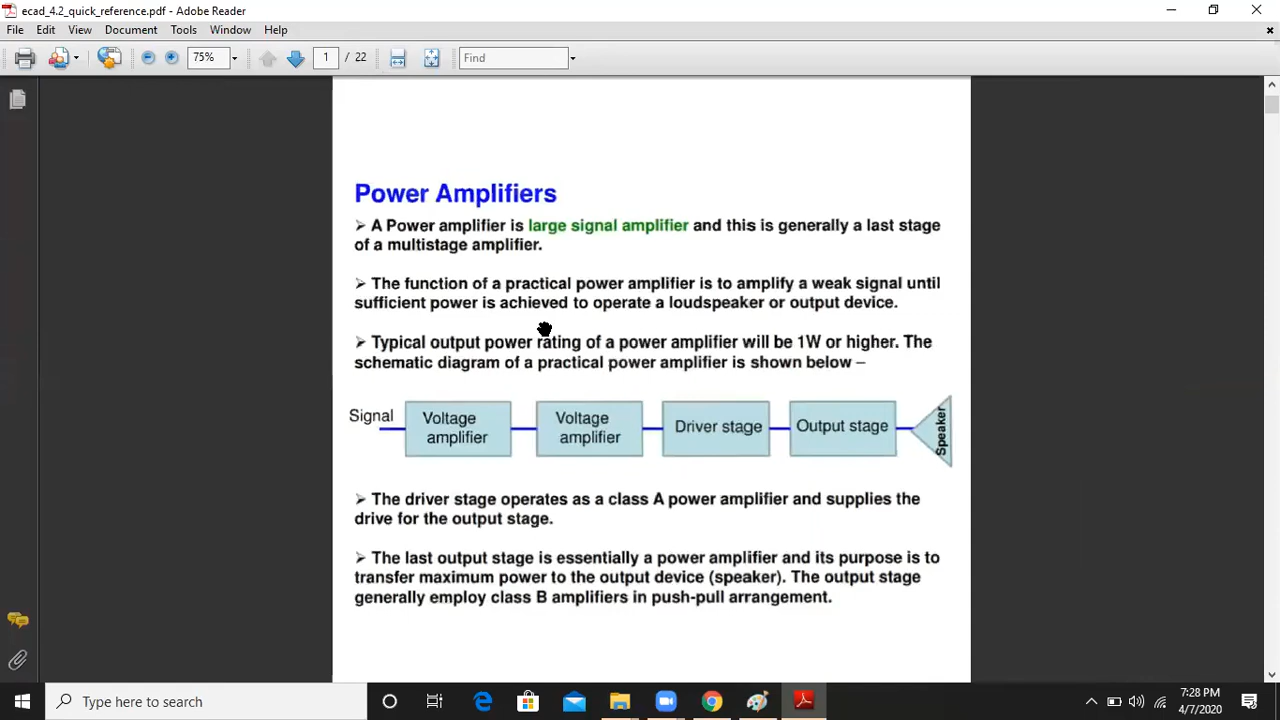 ecad_4.2_quick_reference.pdf - Adobe Reader
File Edit View Document Tools Window Help
75% 1 / 22 Find
Power Amplifiers
➢ A Power amplifier is large signal amplifier and this is generally a last stage
of a multistage amplifier.
➢ The function of a practical power amplifier is to amplify a weak signal until
sufficient power is achieved to operate a loudspeaker or output device.
➢ Typical output power rating of a power amplifier will be 1W or higher. The
schematic diagram of a practical power amplifier is shown below –
Signal
Voltage
amplifier
Voltage
amplifier
Driver stage
Output stage
Speaker
➢ The driver stage operates as a class A power amplifier and supplies the
drive for the output stage.
➢ The last output stage is essentially a power amplifier and its purpose is to
transfer maximum power to the output device (speaker). The output stage
generally employ class B amplifiers in push-pull arrangement.
Type here to search
7:28 PM
4/7/2020